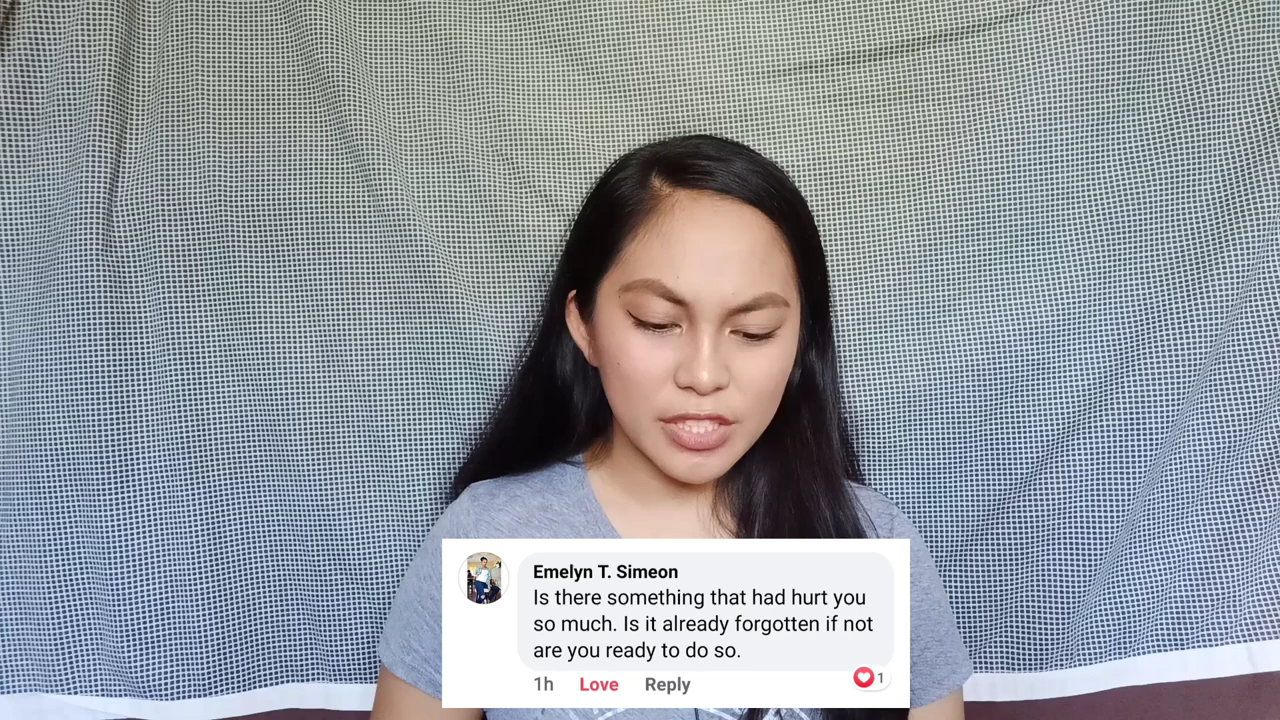 Emelyn T. Simeon
Is there something that had hurt you
so much. Is it already forgotten if not
are you ready to do so.
1h Love Reply
1